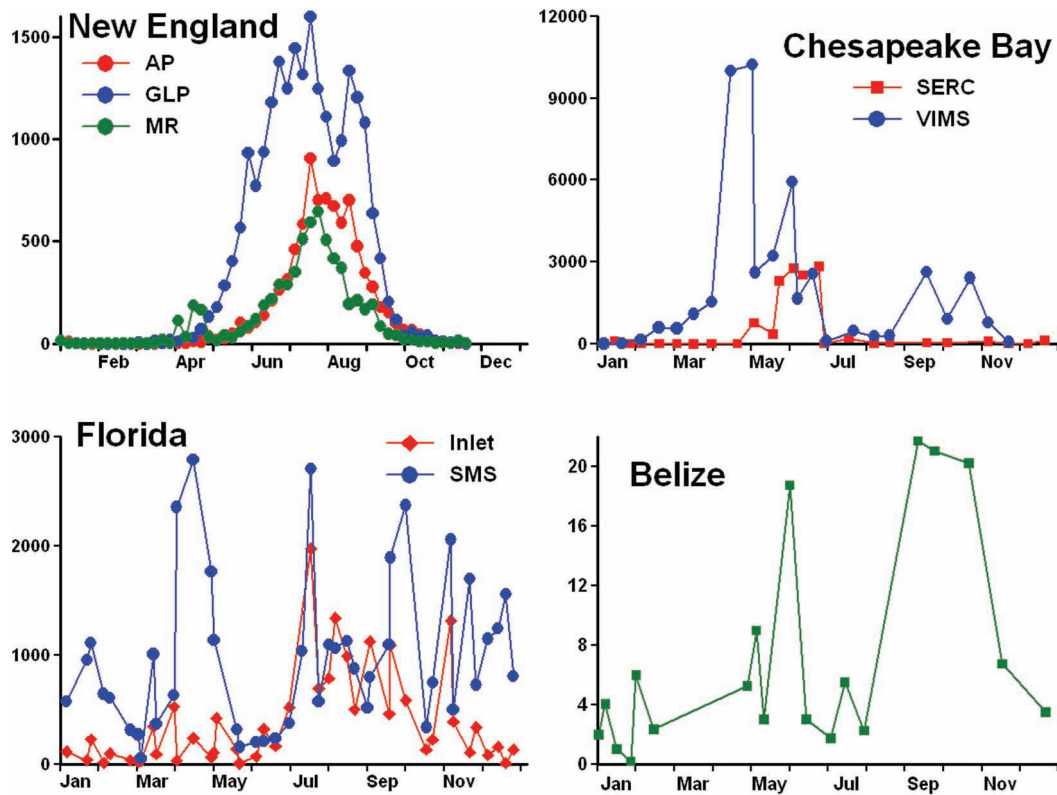 New England
AP
GLP
MR
1500
1000
500
0
Feb Apr Jun Aug Oct Dec
Chesapeake Bay
SERC
VIMS
12000
9000
6000
3000
0
Jan Mar May Jul Sep Nov
Florida
Inlet
SMS
3000
2000
1000
0
Jan Mar May Jul Sep Nov
Belize
20
16
12
8
4
0
Jan Mar May Jul Sep Nov